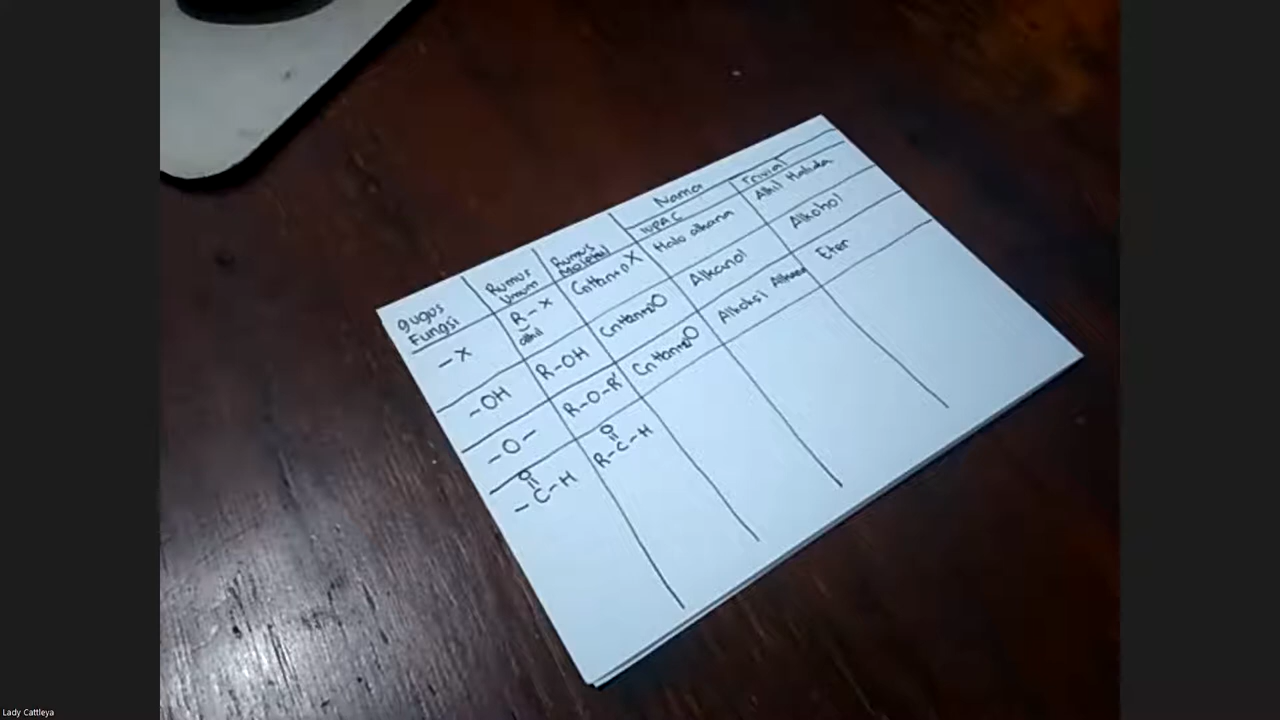 gugus Fungsi | Rumus Umum | Rumus Molekul | Nama
IUPAC | Trivial
-X | R-X | CnH2n+1X | Halo alkana | Alkil Halida
alkil
-OH | R-OH | CnH2n+2O | Alkanol | Alkohol
-O- | R-O-R' | CnH2n+2O | Alkoksi Alkana | Eter
O | O
-C-H | R-C-H
Lady Cattleya